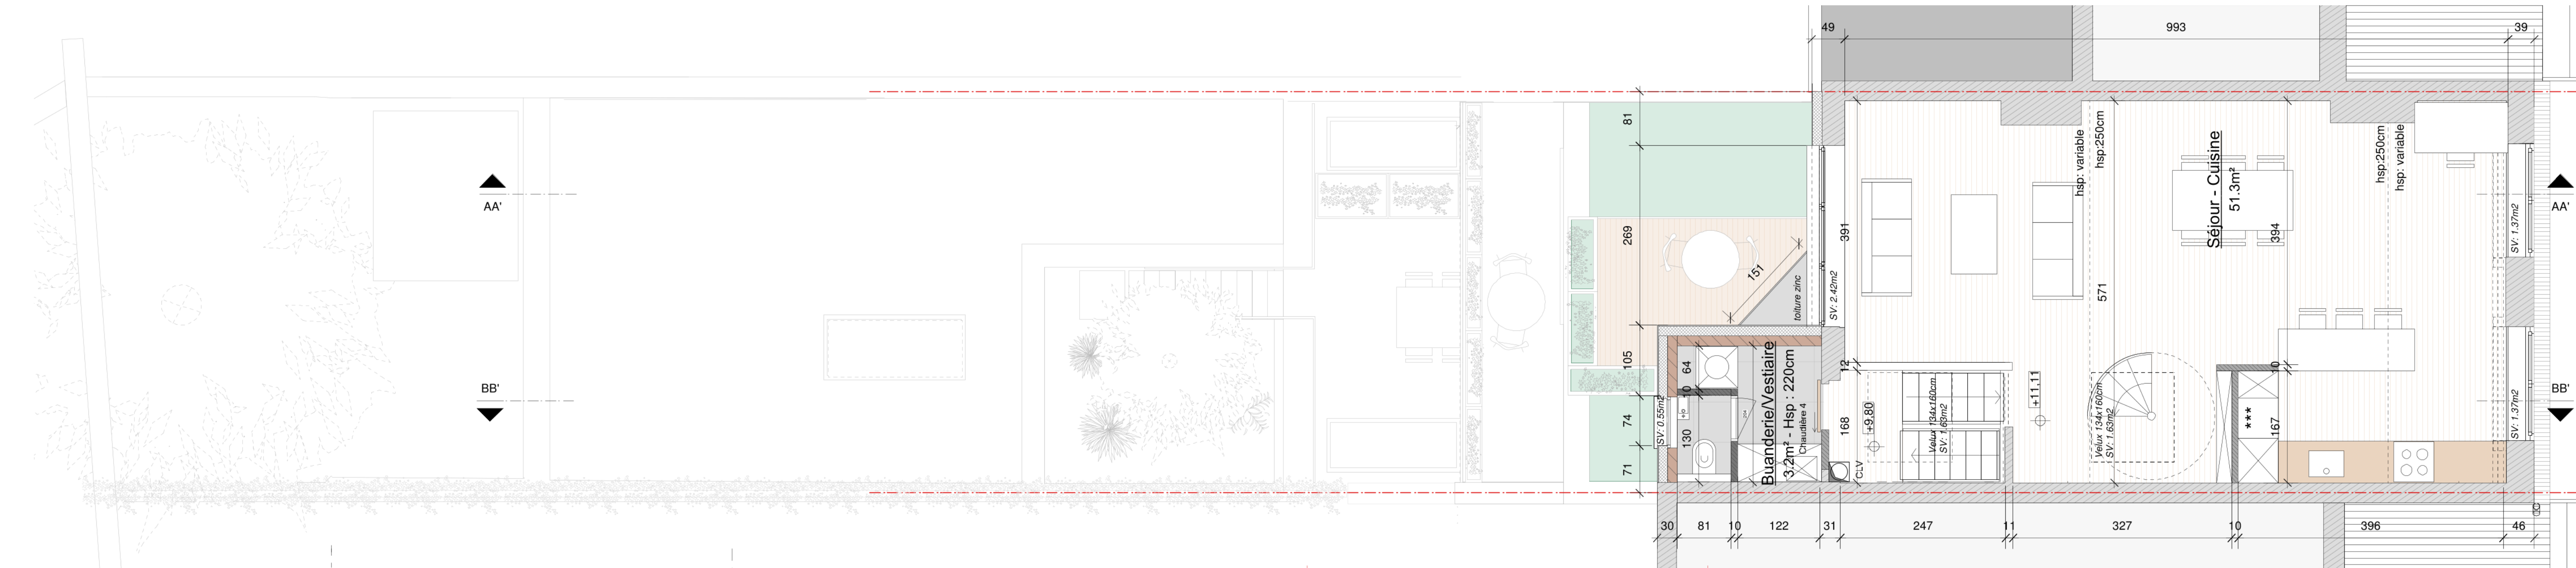 49
993
39
AA'
BB'
81
269
105
74
71
151
toiture zinc
SV: 2.42m2
SV: 0.55m2
64
10
130
Buanderie/Vestiaire
3.2m² - Hsp : 220cm
Chaudière 4
CLV
391
12
168
+9,80
Velux 134x160cm
SV: 1.63m2
+11,11
hsp: variable
hsp:250cm
571
Velux 134x160cm
SV: 1.63m2
Séjour - Cuisine
51.3m²
394
10
167
***
hsp:250cm
hsp: variable
SV: 1.37m2
SV: 1.37m2
AA'
BB'
30
81
10
122
31
247
11
327
10
396
46